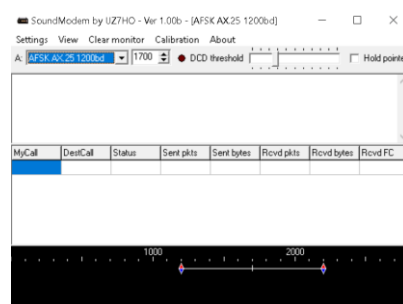 SoundModem by UZ7HO - Ver 1.00b - [AFSK AX.25 1200bd]
Settings View Clear monitor Calibration About
A: AFSK AX.25 1200bd 1700 DCD threshold Hold pointe
MyCall DestCall Status Sent pkts Sent bytes Rcvd pkts Rcvd bytes Rcvd FC
1000 2000